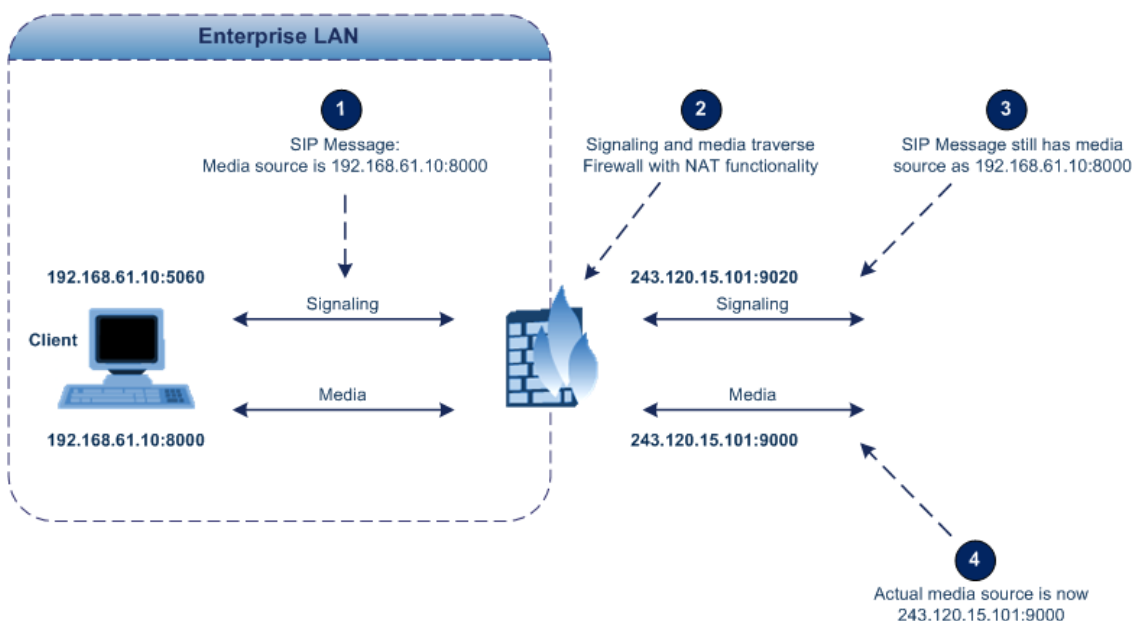 Enterprise LAN
1
SIP Message:
Media source is 192.168.61.10:8000
2
Signaling and media traverse
Firewall with NAT functionality
3
SIP Message still has media
source as 192.168.61.10:8000
192.168.61.10:5060
Signaling
243.120.15.101:9020
Signaling
Client
Media
Media
192.168.61.10:8000
243.120.15.101:9000
4
Actual media source is now
243.120.15.101:9000